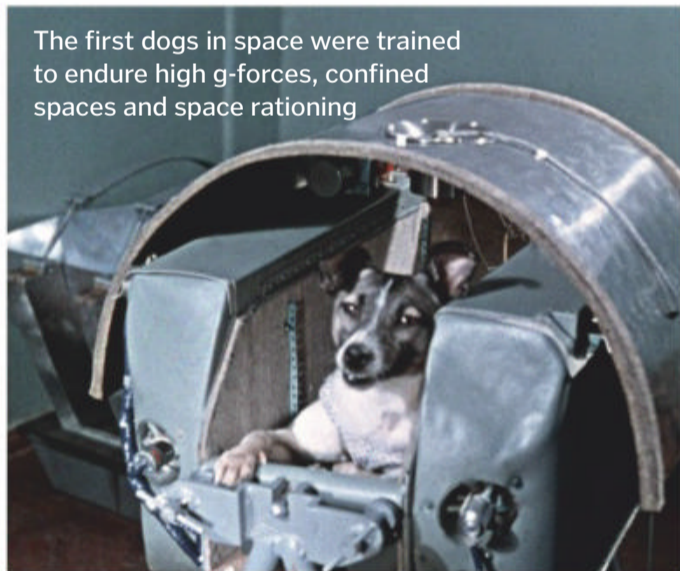 The first dogs in space were trained
to endure high g-forces, confined
spaces and space rationing